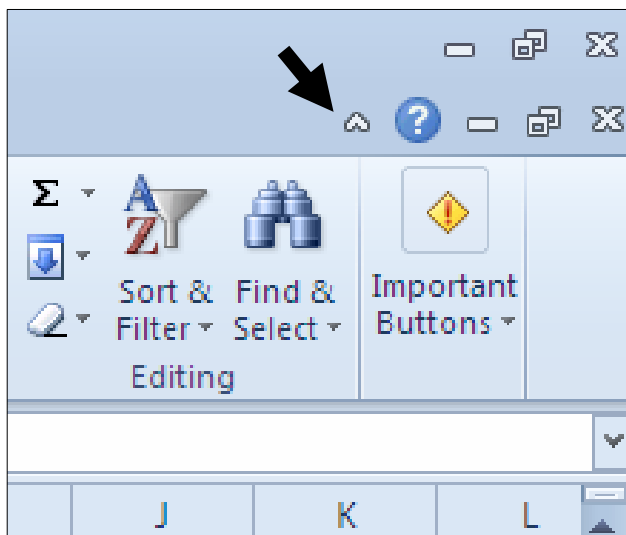 ?
Σ
A
Z
Sort & Filter
Find & Select
!
Important Buttons
Editing
J K L